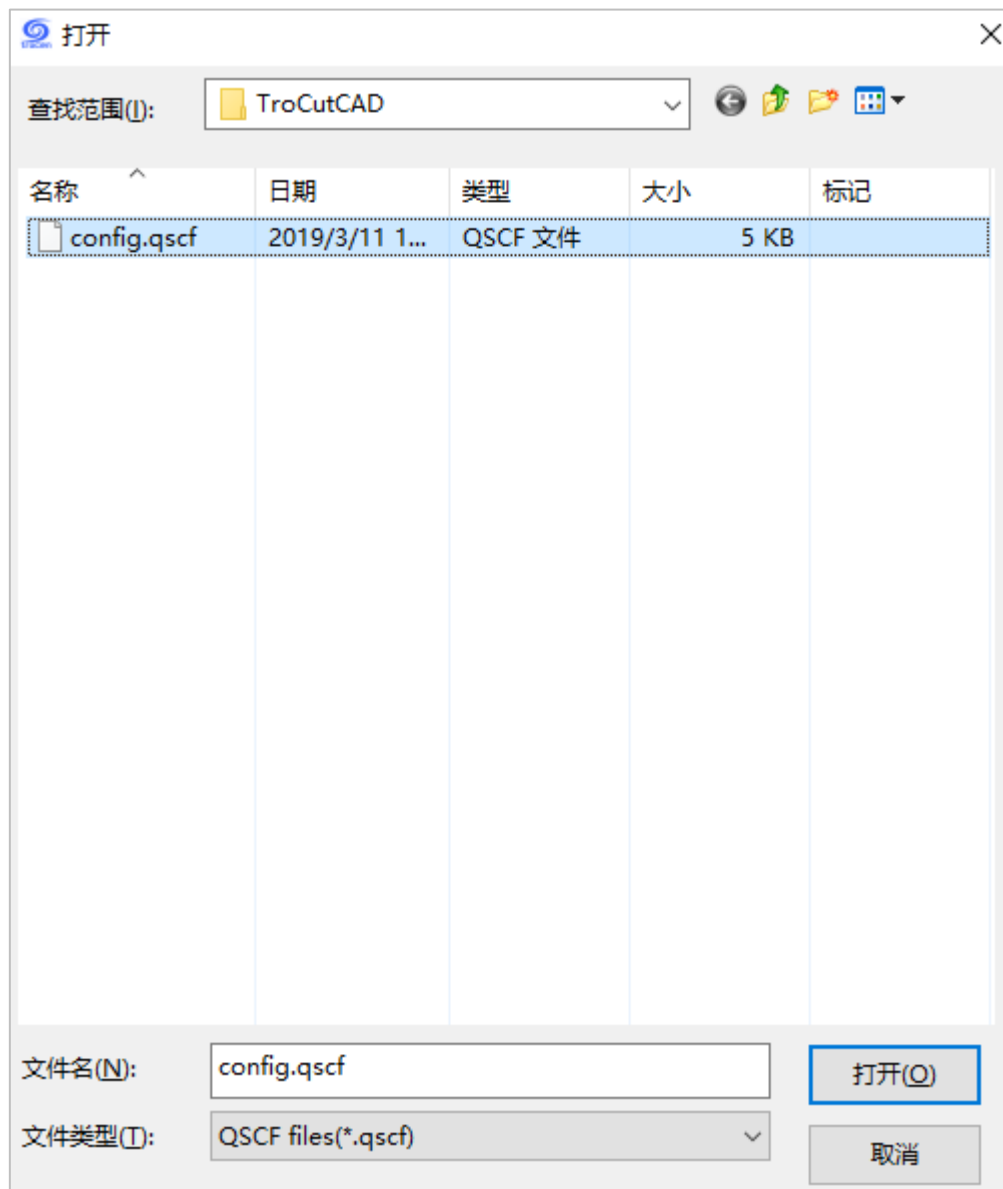 打开
查找范围(I): TroCutCAD
名称 日期 类型 大小 标记
config.qscf 2019/3/11 1... QSCF 文件 5 KB
文件名(N): config.qscf 打开(O)
文件类型(T): QSCF files(*.qscf)
取消